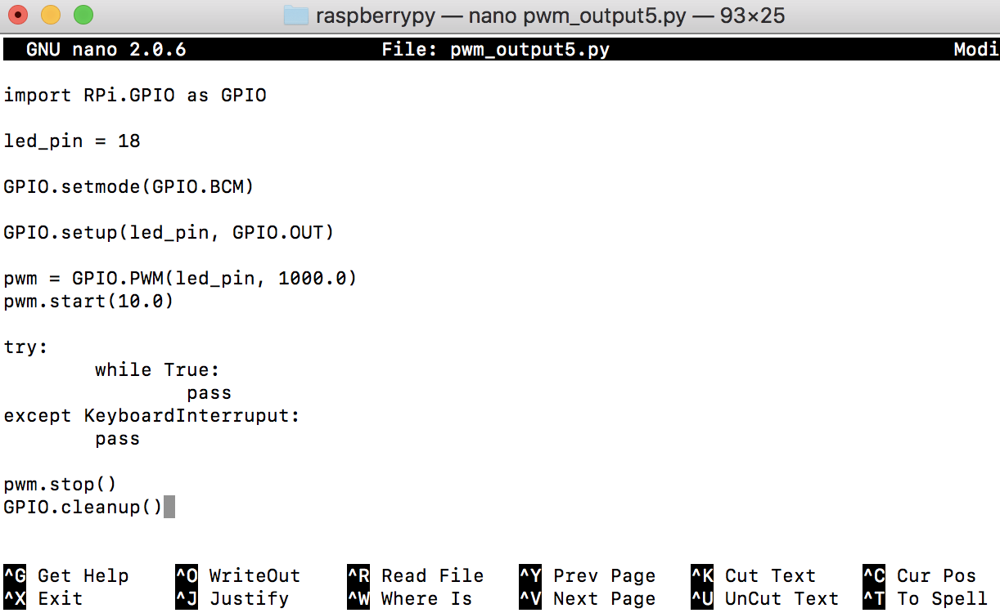 raspberrypy — nano pwm_output5.py — 93×25
GNU nano 2.0.6 File: pwm_output5.py Modi
import RPi.GPIO as GPIO
led_pin = 18
GPIO.setmode(GPIO.BCM)
GPIO.setup(led_pin, GPIO.OUT)
pwm = GPIO.PWM(led_pin, 1000.0)
pwm.start(10.0)
try:
        while True:
                pass
except KeyboardInterruput:
        pass
pwm.stop()
GPIO.cleanup()
^G Get Help ^O WriteOut ^R Read File ^Y Prev Page ^K Cut Text ^C Cur Pos
^X Exit ^J Justify ^W Where Is ^V Next Page ^U UnCut Text ^T To Spell